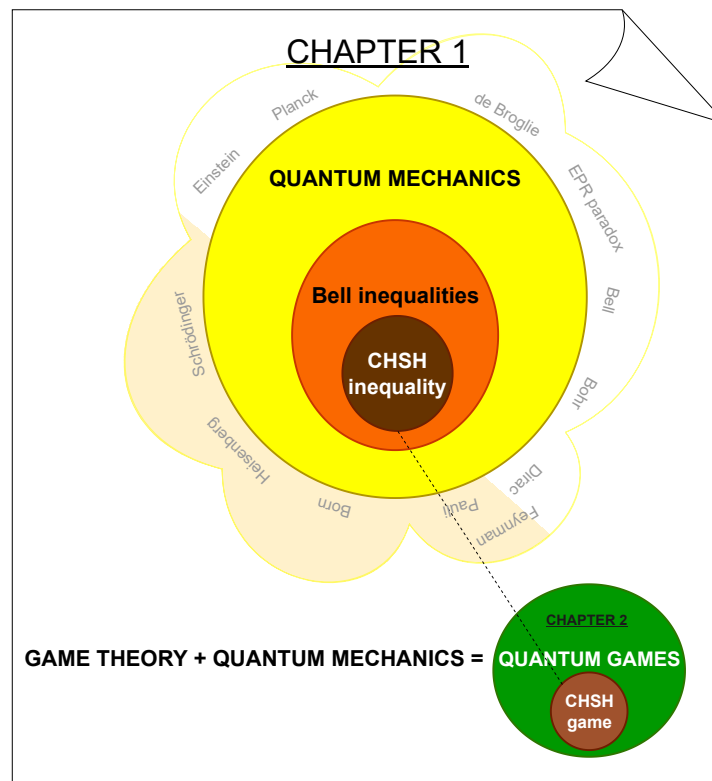 CHAPTER 1
Planck
de Broglie
Einstein
QUANTUM MECHANICS
EPR paradox
Bell inequalities
Bell
Schrödinger
CHSH
inequality
Bohr
Heisenberg
Dirac
Born
Pauli
Feynman
CHAPTER 2
GAME THEORY + QUANTUM MECHANICS = QUANTUM GAMES
CHSH
game